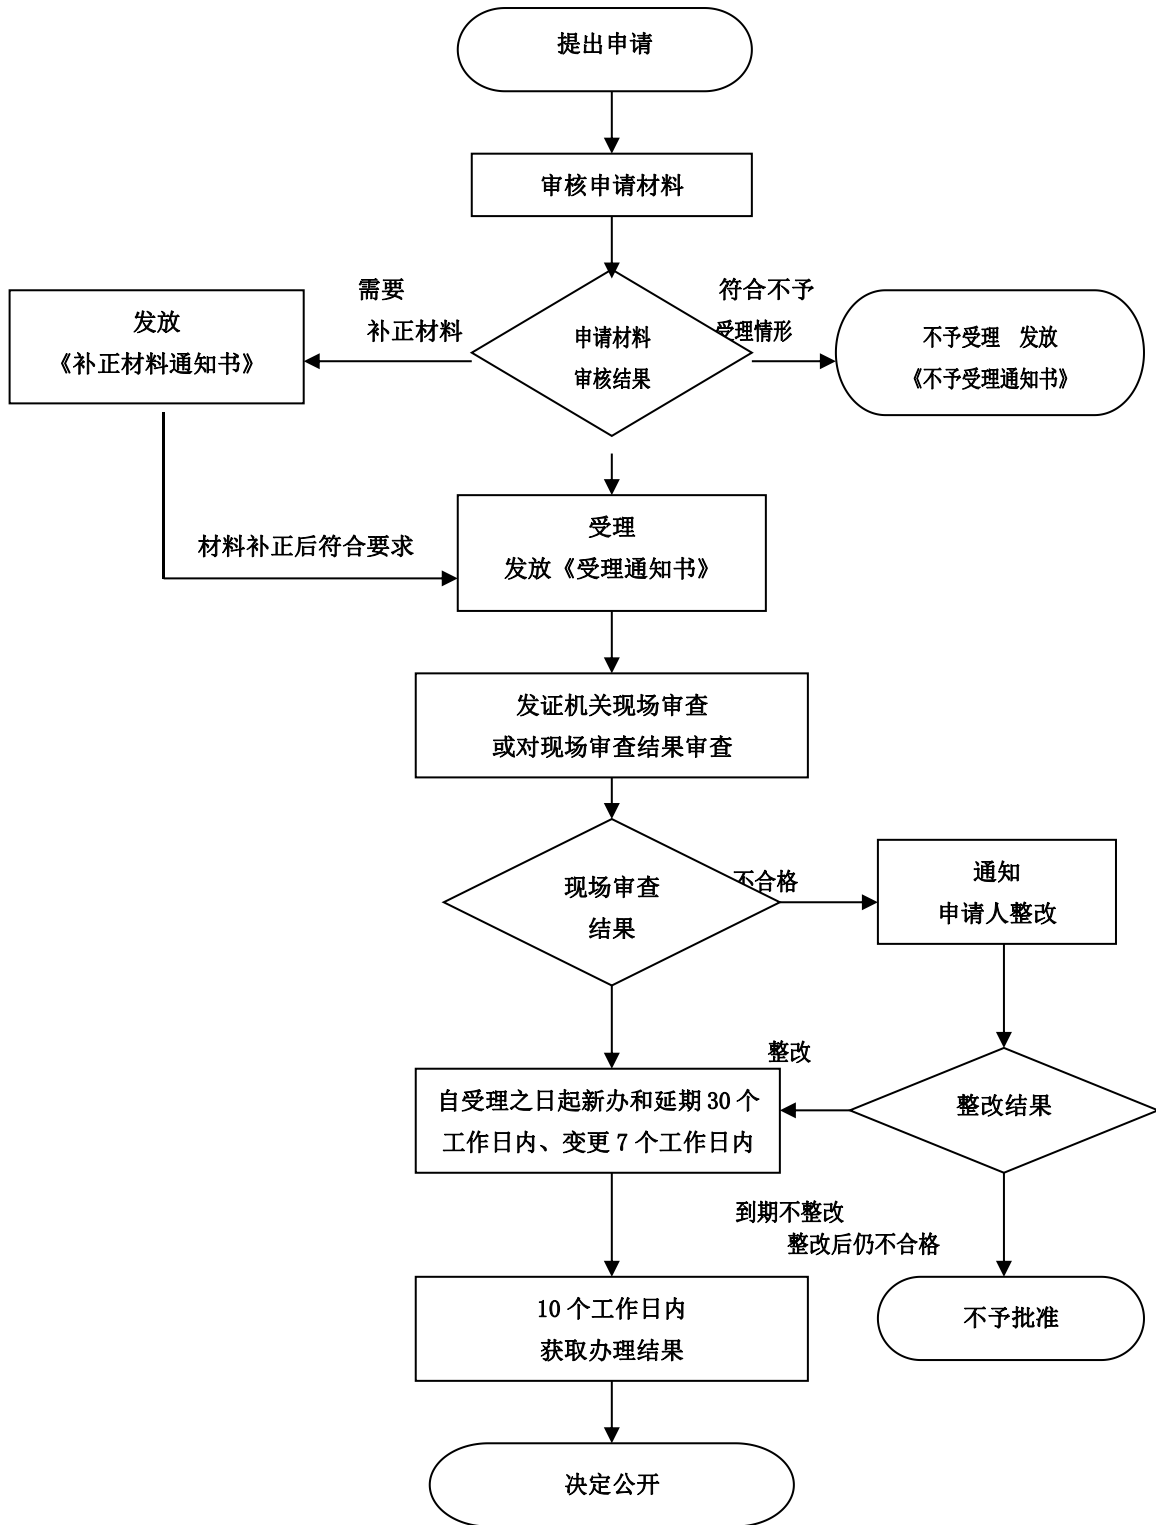 提出申请
审核申请材料
需要
补正材料
符合不予
受理情形
发放
《补正材料通知书》
申请材料
审核结果
不予受理 发放
《不予受理通知书》
材料补正后符合要求
受理
发放《受理通知书》
发证机关现场审查
或对现场审查结果审查
现场审查
结果
不合格
通知
申请人整改
整改
自受理之日起新办和延期 30 个
工作日内、变更 7 个工作日内
整改结果
到期不整改
整改后仍不合格
10 个工作日内
获取办理结果
不予批准
决定公开